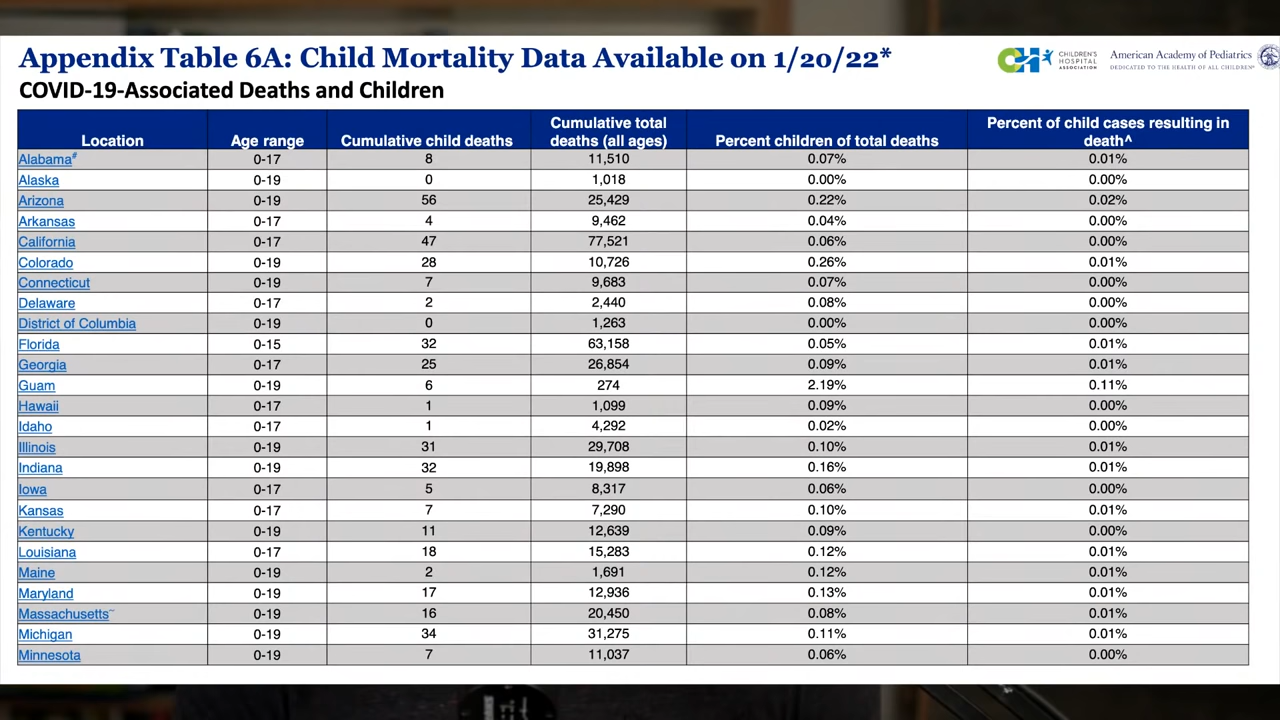 Appendix Table 6A: Child Mortality Data Available on 1/20/22*
CHILDREN'S
HOSPITAL
ASSOCIATION
American Academy of Pediatrics
DEDICATED TO THE HEALTH OF ALL CHILDREN®
COVID-19-Associated Deaths and Children
Location Age range Cumulative child deaths Cumulative total deaths (all ages) Percent children of total deaths Percent of child cases resulting in death^
Alabama# 0-17 8 11,510 0.07% 0.01%
Alaska 0-19 0 1,018 0.00% 0.00%
Arizona 0-19 56 25,429 0.22% 0.02%
Arkansas 0-17 4 9,462 0.04% 0.00%
California 0-17 47 77,521 0.06% 0.00%
Colorado 0-19 28 10,726 0.26% 0.01%
Connecticut 0-19 7 9,683 0.07% 0.00%
Delaware 0-17 2 2,440 0.08% 0.00%
District of Columbia 0-19 0 1,263 0.00% 0.00%
Florida 0-15 32 63,158 0.05% 0.01%
Georgia 0-17 25 26,854 0.09% 0.01%
Guam 0-19 6 274 2.19% 0.11%
Hawaii 0-17 1 1,099 0.09% 0.00%
Idaho 0-17 1 4,292 0.02% 0.00%
Illinois 0-19 31 29,708 0.10% 0.01%
Indiana 0-19 32 19,898 0.16% 0.01%
Iowa 0-17 5 8,317 0.06% 0.00%
Kansas 0-17 7 7,290 0.10% 0.01%
Kentucky 0-19 11 12,639 0.09% 0.00%
Louisiana 0-17 18 15,283 0.12% 0.01%
Maine 0-19 2 1,691 0.12% 0.01%
Maryland 0-19 17 12,936 0.13% 0.01%
Massachusetts~ 0-19 16 20,450 0.08% 0.01%
Michigan 0-19 34 31,275 0.11% 0.01%
Minnesota 0-19 7 11,037 0.06% 0.00%